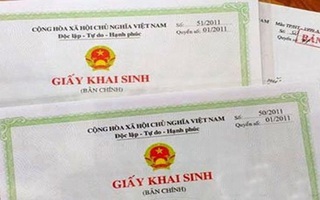 CỘNG HÒA XÃ HỘI CHỦ NGHĨA VIỆT NAM
Độc lập - Tự do - Hạnh phúc
Số: 51/2011
Quyển số: 01/2011
GIẤY KHAI SINH
(BẢN CHÍNH)
CỘNG HÒA XÃ HỘI CHỦ NGHĨA VIỆT NAM
Độc lập - Tự do - Hạnh phúc
Số: 50/2011
Quyển số: 01/2011
GIẤY KHAI SINH
(BẢN CHÍNH)